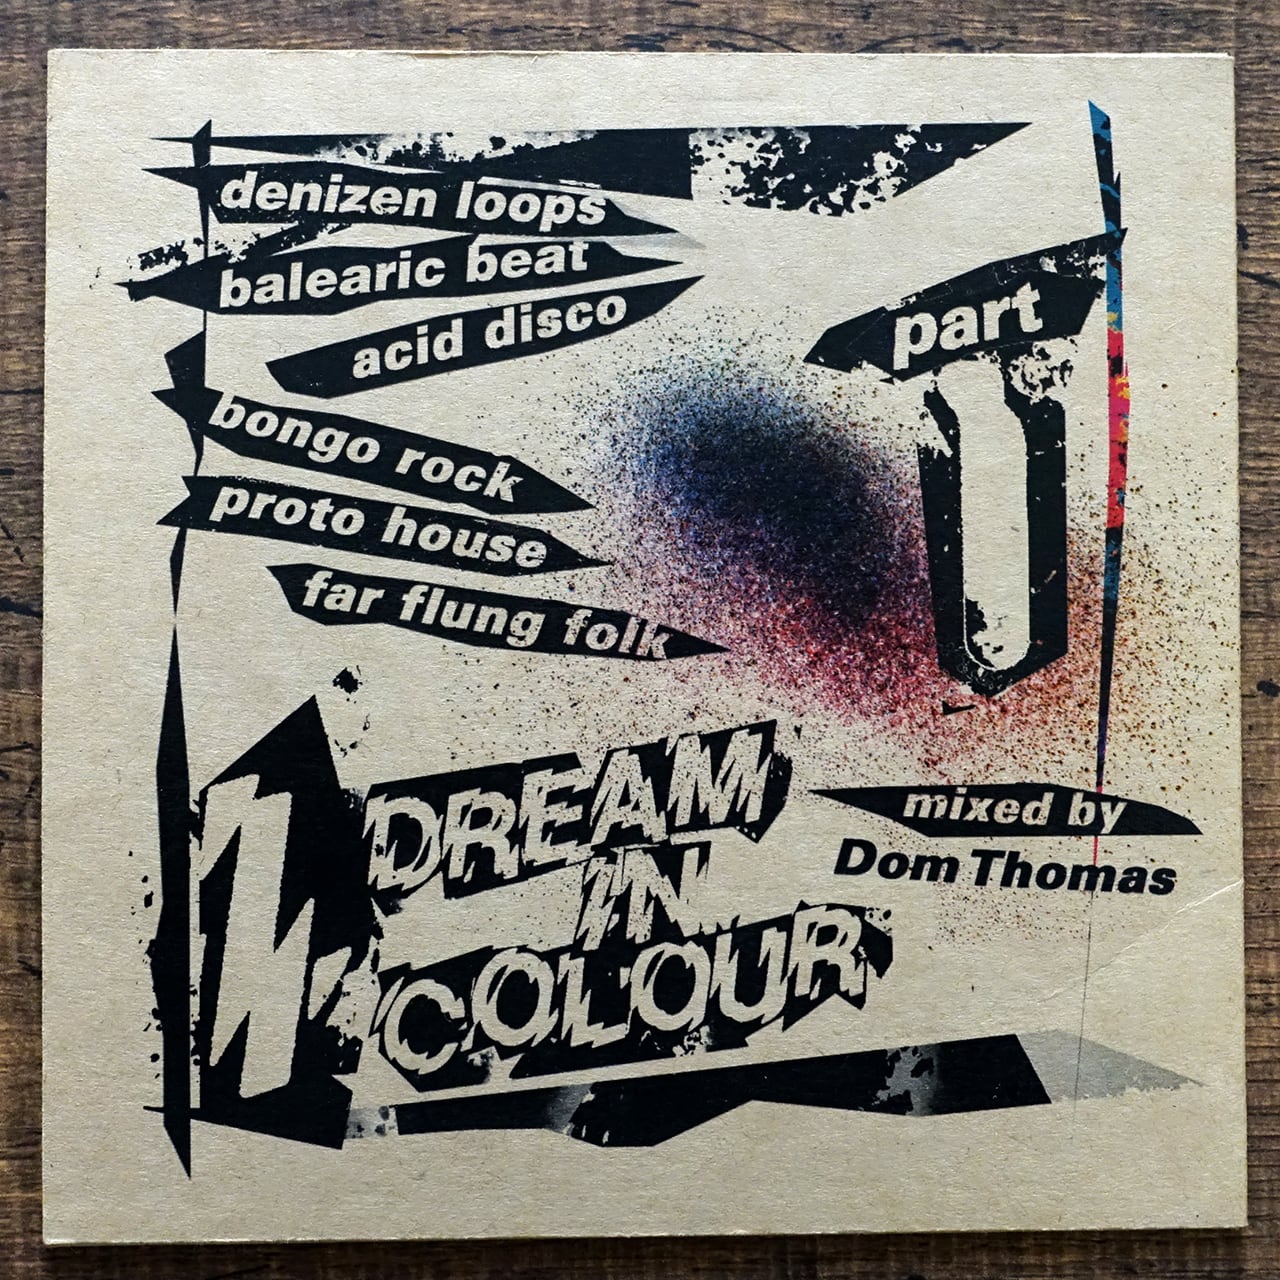 denizen loops
balearic beat
acid disco
bongo rock
proto house
far flung folk
part
I DREAM
IN
COLOUR
mixed by
Dom Thomas